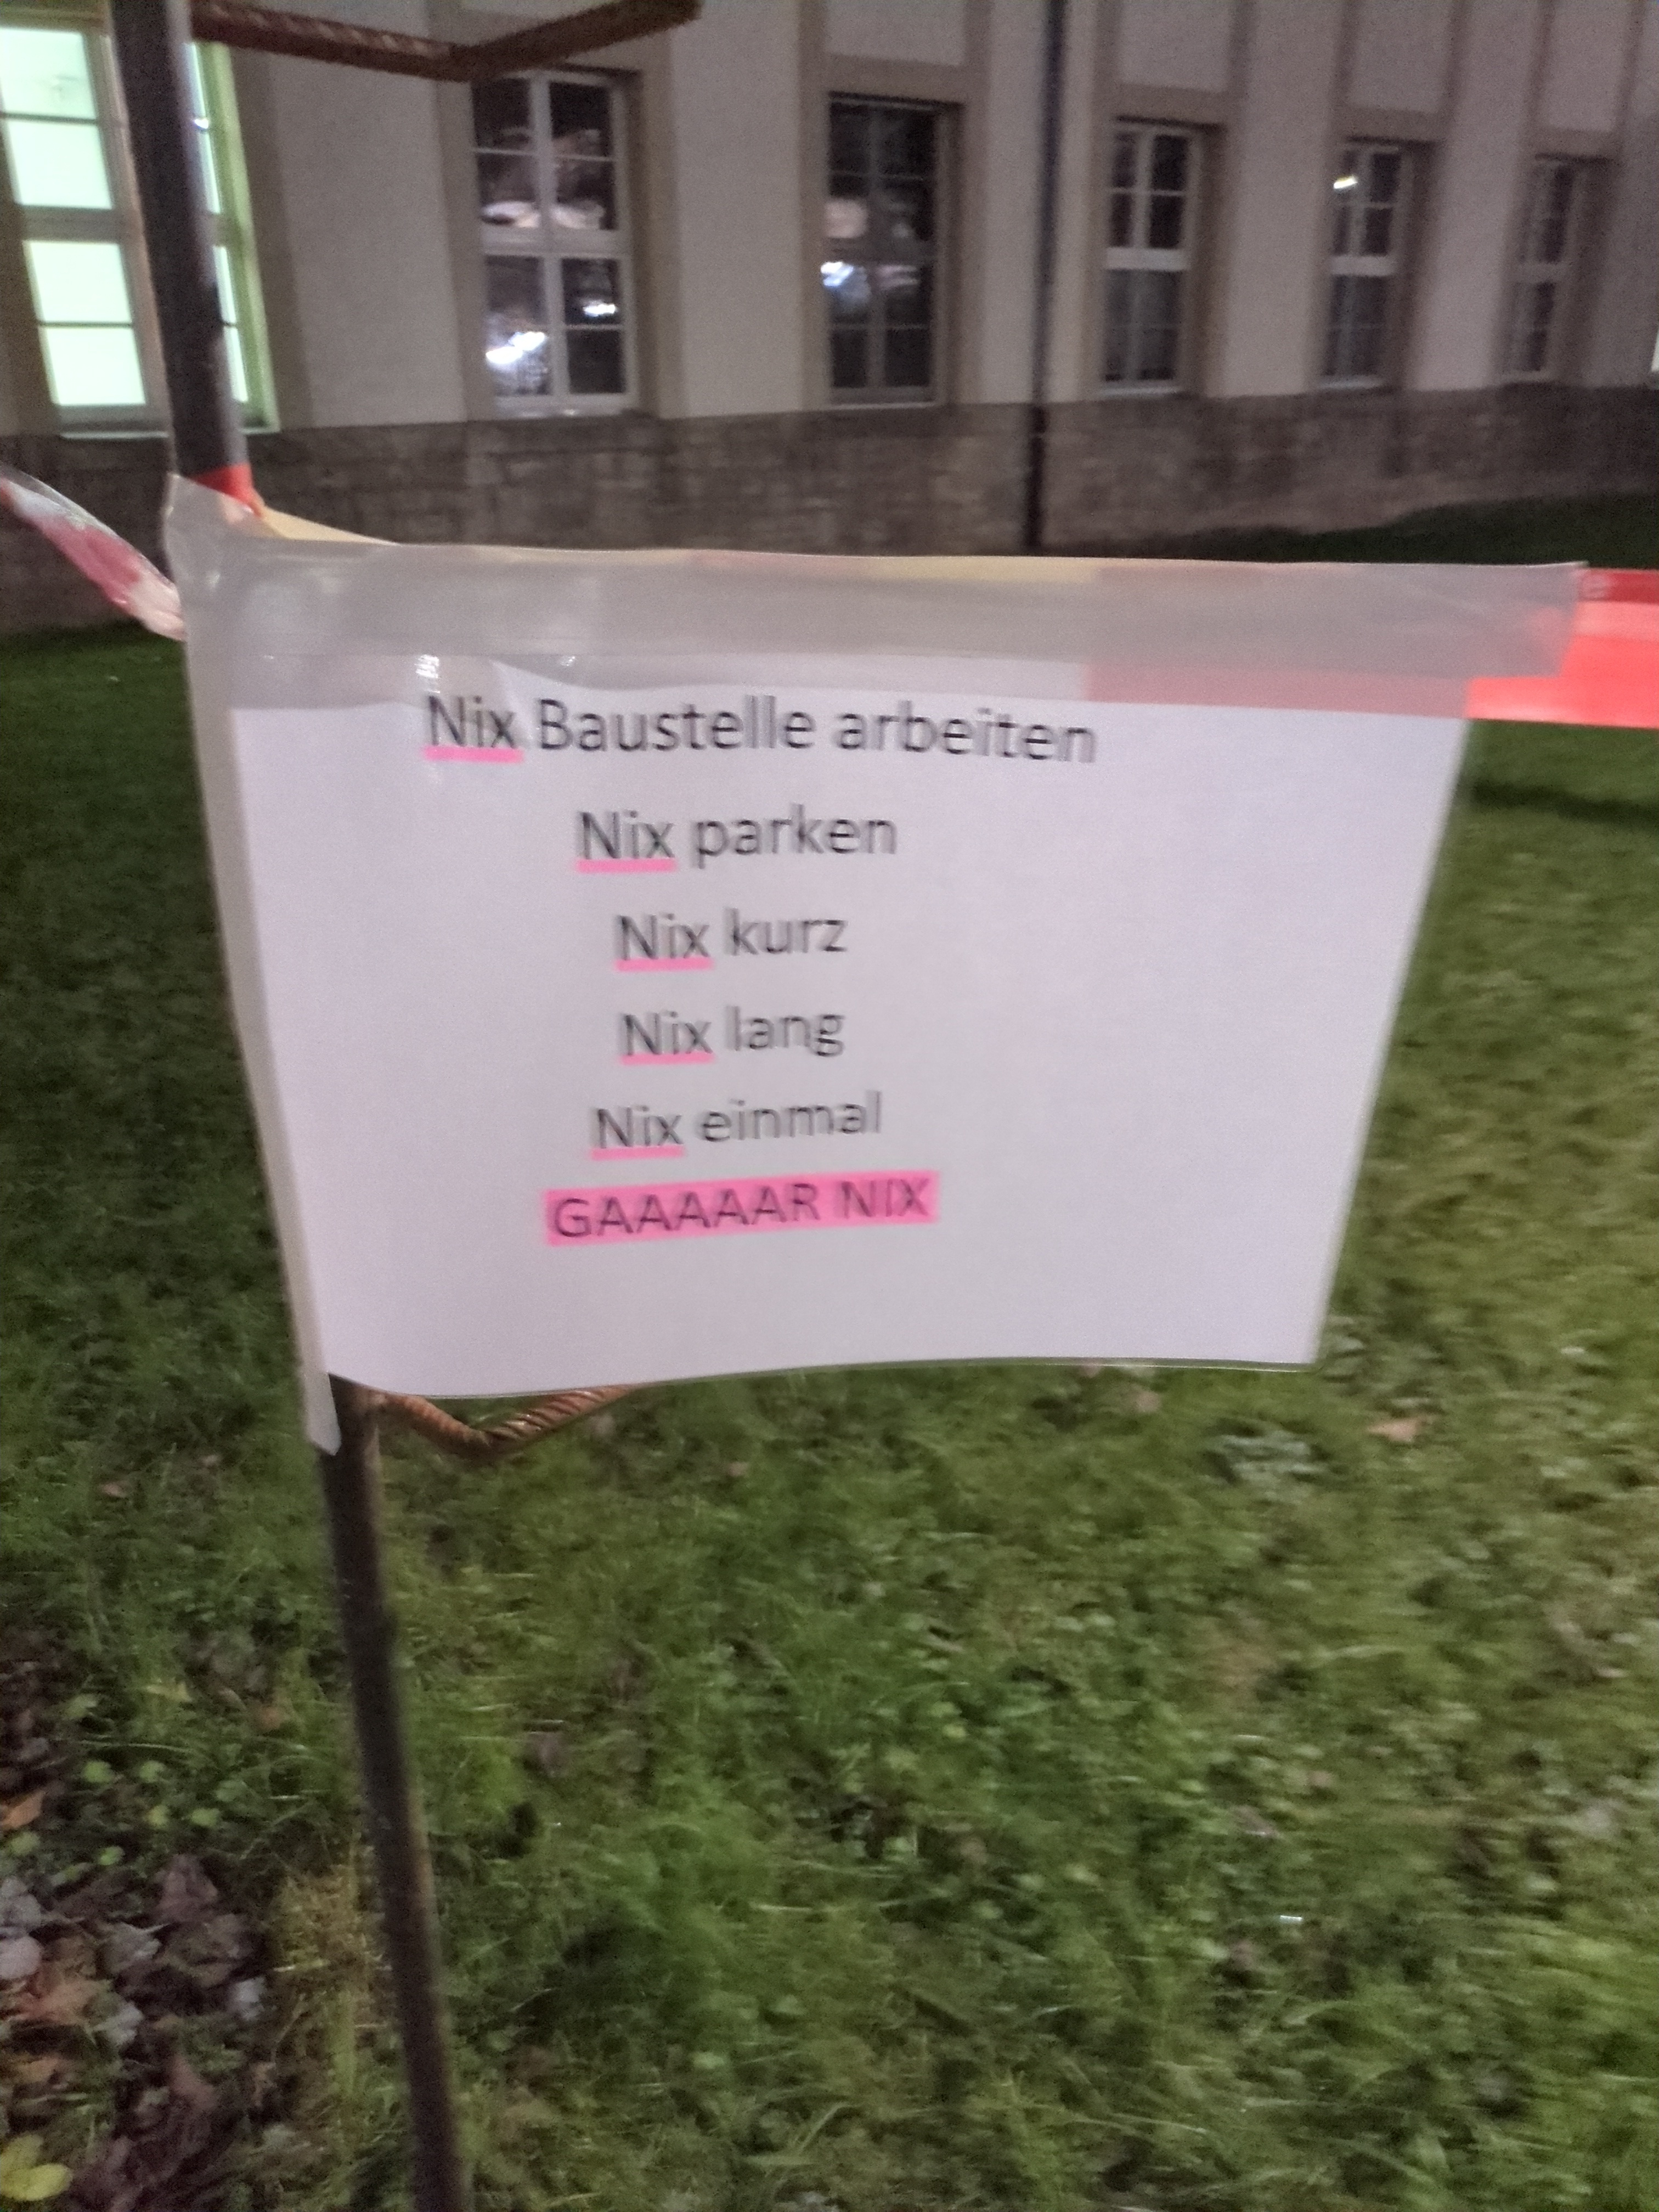 Nix Baustelle arbeiten
Nix parken
Nix kurz
Nix lang
Nix einmal
GAAAAAR NIX